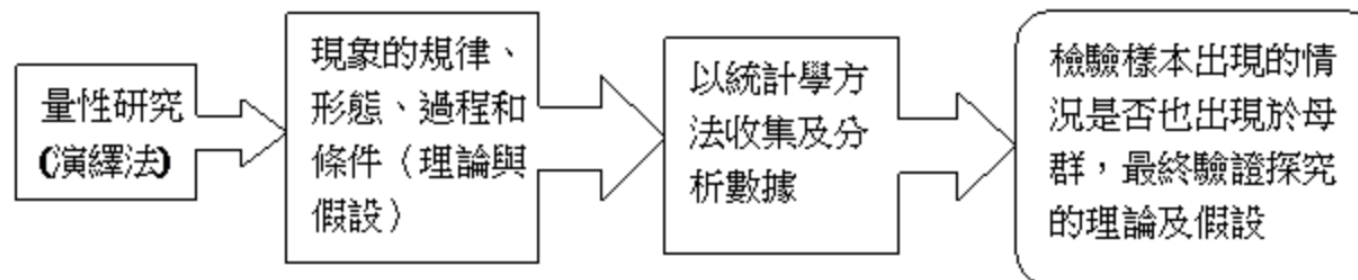 量性研究
(演繹法)
現象的規律、
形態、過程和
條件（理論與
假設）
以統計學方
法收集及分
析數據
檢驗樣本出現的情
況是否也出現於母
群，最終驗證探究
的理論及假設